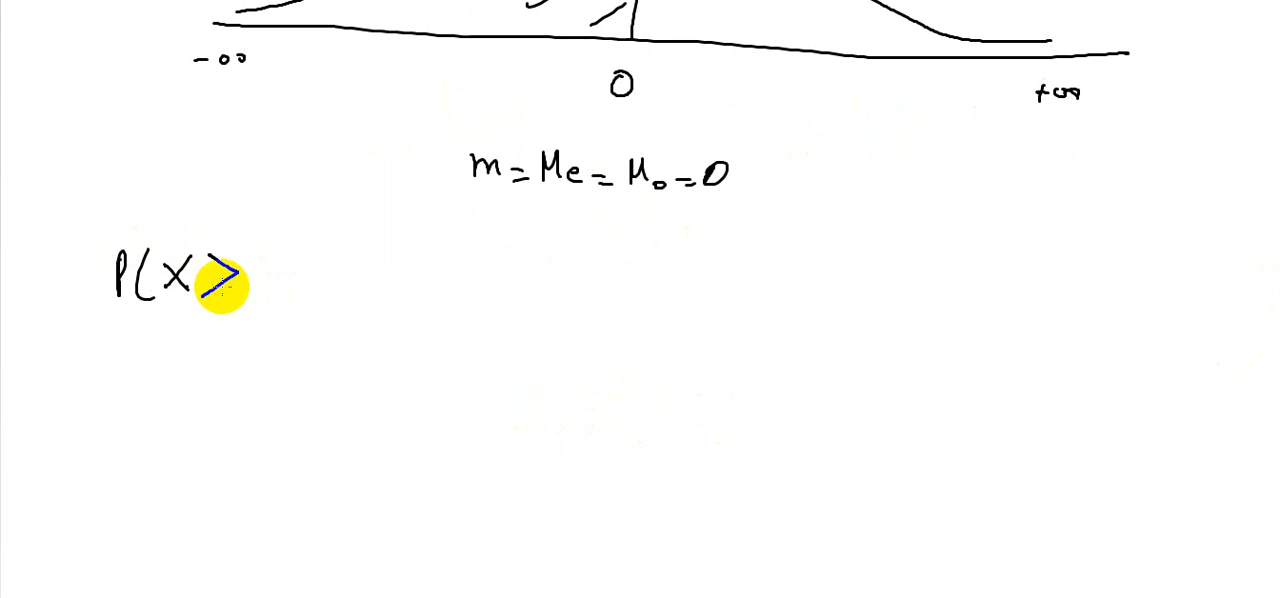 -∞
0
+∞
m = Me = Mo = 0
P(X >